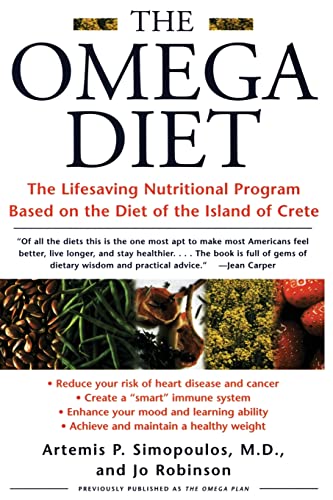 THE
OMEGA
DIET
The Lifesaving Nutritional Program
Based on the Diet of the Island of Crete
"Of all the diets this is the one most apt to make most Americans feel
better, live longer, and stay healthier. . . . The book is full of gems of
dietary wisdom and practical advice." —Jean Carper
• Reduce your risk of heart disease and cancer
• Create a "smart" immune system
• Enhance your mood and learning ability
• Achieve and maintain a healthy weight
Artemis P. Simopoulos, M.D.,
and Jo Robinson
PREVIOUSLY PUBLISHED AS THE OMEGA PLAN